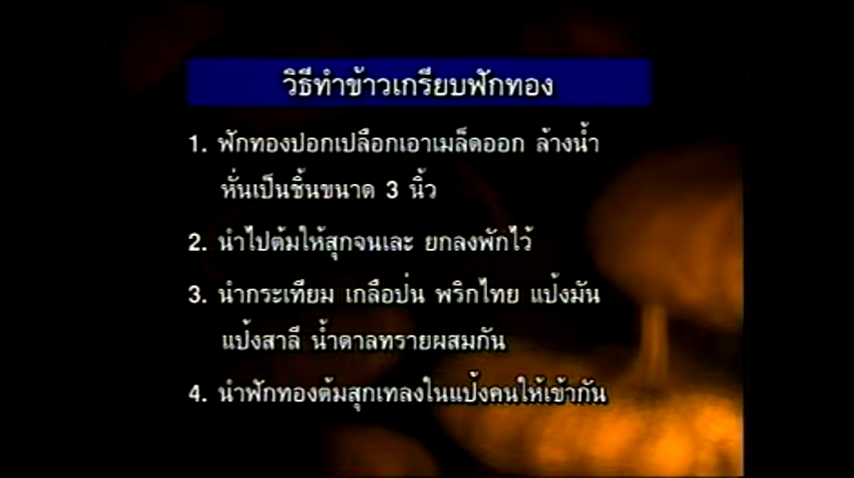 วิธีทำข้าวเกรียบฟักทอง
1. ฟักทองปอกเปลือกเอาเมล็ดออก ล้างน้ำ
หั่นเป็นชิ้นขนาด 3 นิ้ว
2. นำไปต้มให้สุกจนเละ ยกลงพักไว้
3. นำกระเทียม เกลือป่น พริกไทย แป้งมัน
แป้งสาลี น้ำตาลทรายผสมกัน
4. นำฟักทองต้มสุกเทลงในแป้งคนให้เข้ากัน